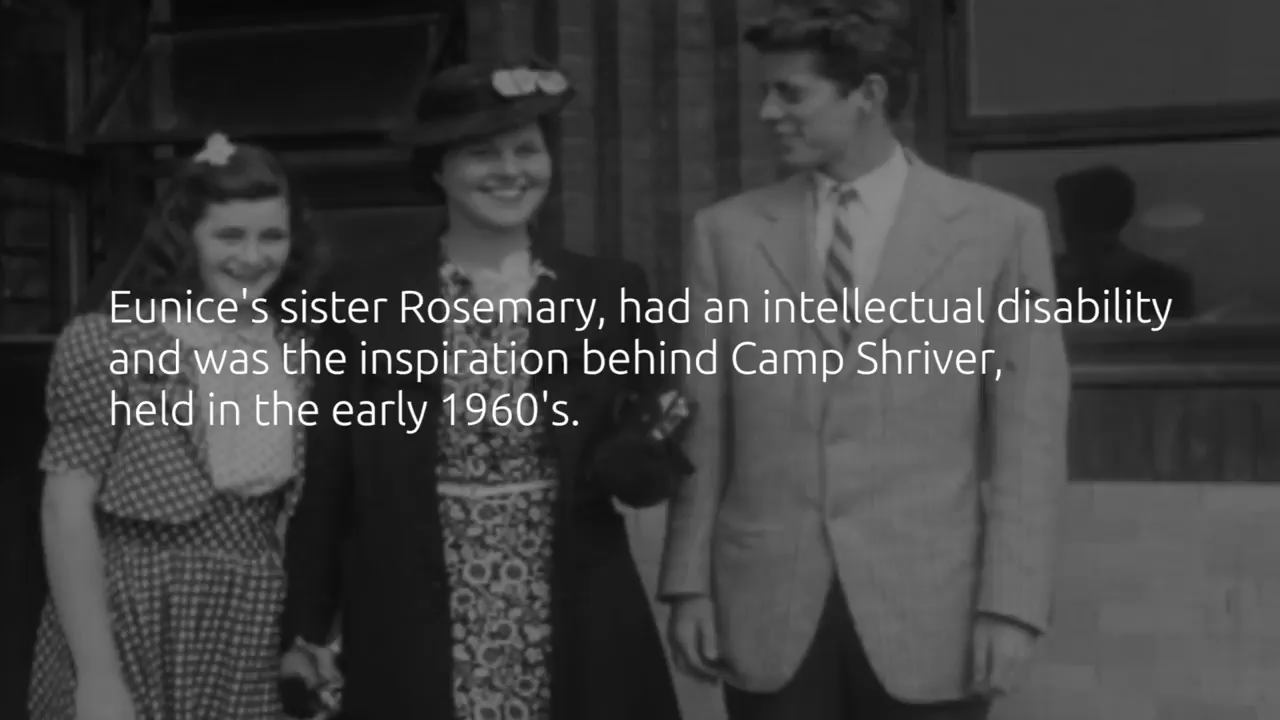 Eunice's sister Rosemary, had an intellectual disability
and was the inspiration behind Camp Shriver,
held in the early 1960's.